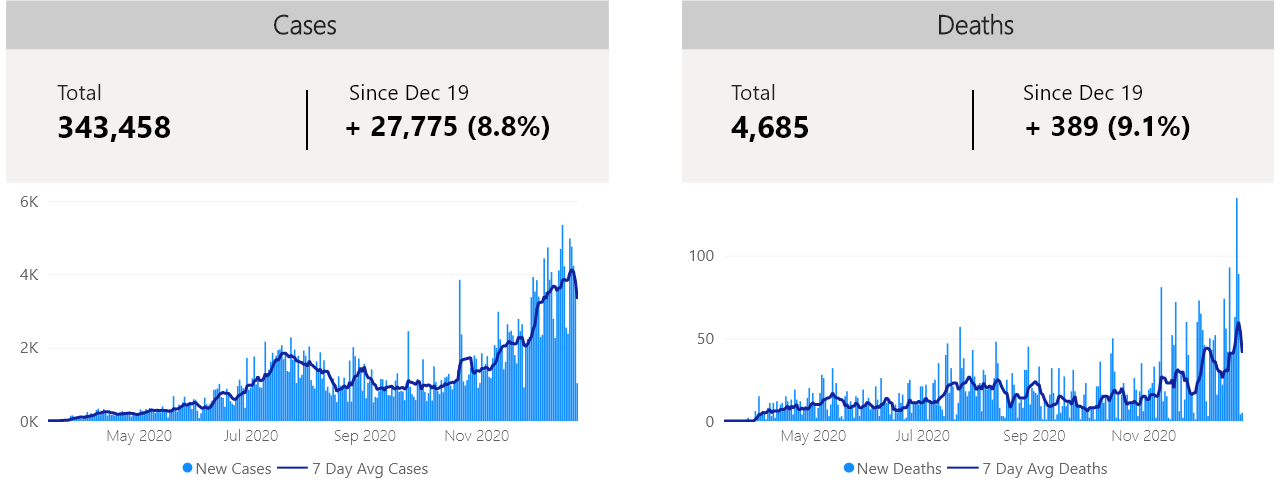 Cases
Total
343,458
Since Dec 19
+ 27,775 (8.8%)
6K
4K
2K
0K
May 2020
Jul 2020
Sep 2020
Nov 2020
New Cases
7 Day Avg Cases
Deaths
Total
4,685
Since Dec 19
+ 389 (9.1%)
100
50
0
May 2020
Jul 2020
Sep 2020
Nov 2020
New Deaths
7 Day Avg Deaths